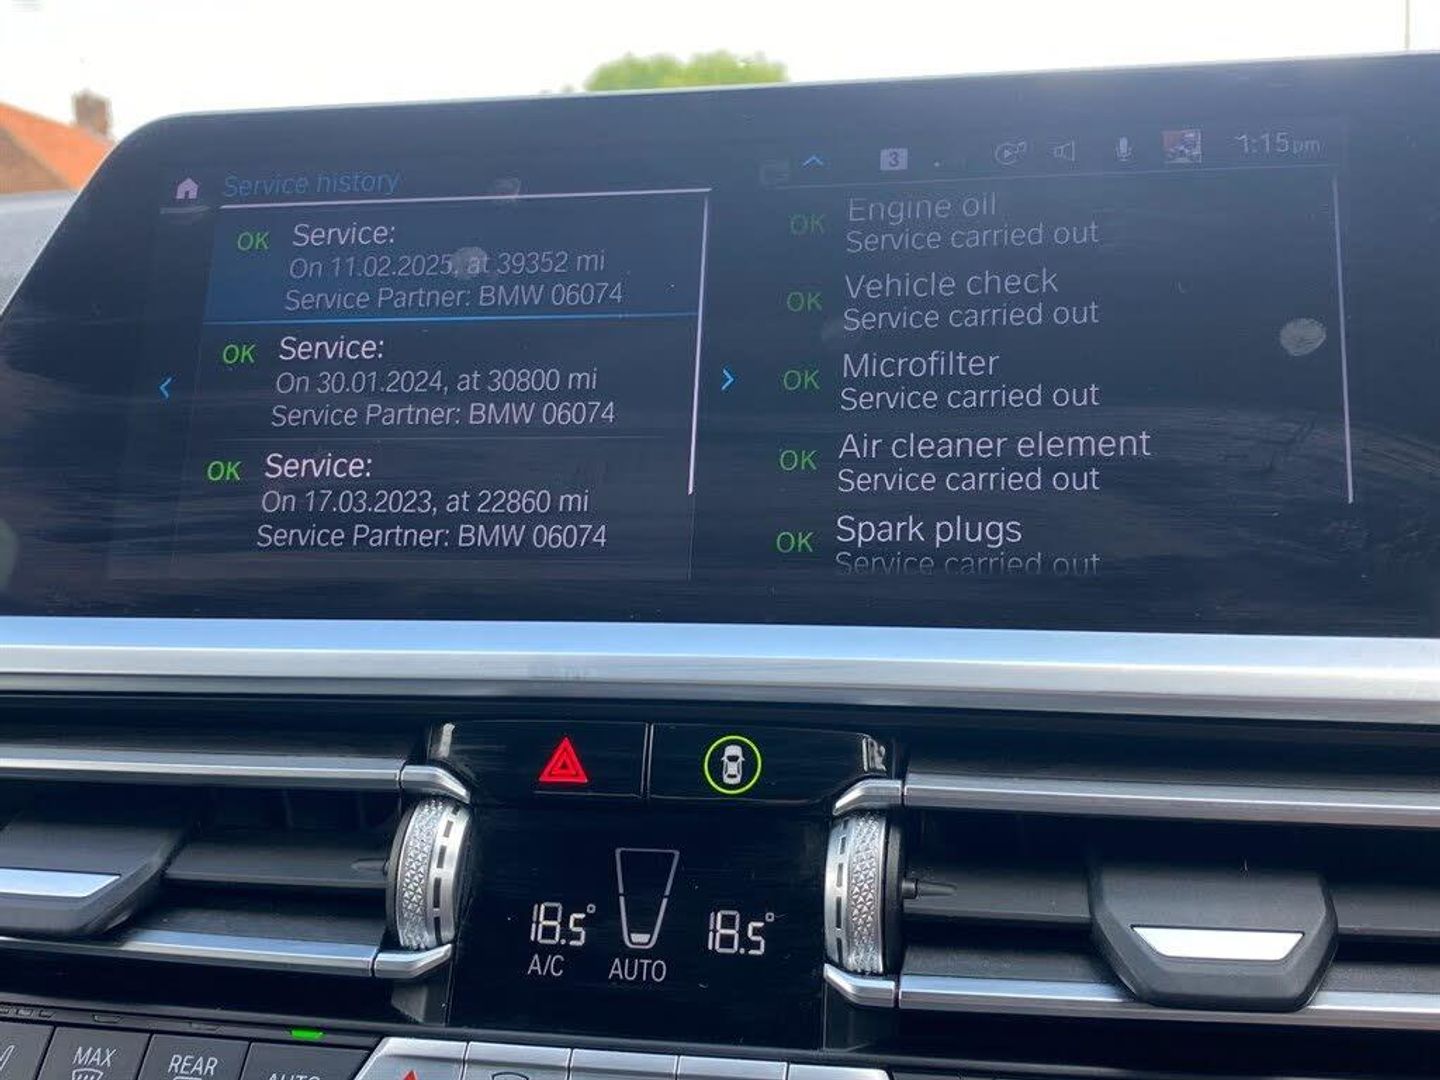 Service history
3
1:15 pm
OK Service:
On 11.02.2025, at 39352 mi
Service Partner: BMW 06074
OK Service:
On 30.01.2024, at 30800 mi
Service Partner: BMW 06074
OK Service:
On 17.03.2023, at 22860 mi
Service Partner: BMW 06074
OK Engine oil
Service carried out
OK Vehicle check
Service carried out
OK Microfilter
Service carried out
OK Air cleaner element
Service carried out
OK Spark plugs
Service carried out
18.5°
18.5°
A/C
AUTO
MAX
REAR
AUTO